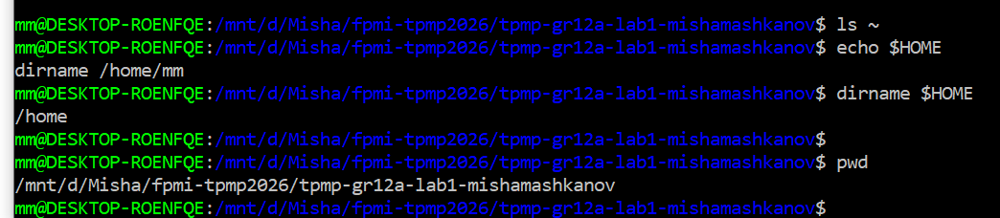 mm@DESKTOP-ROENFQE:/mnt/d/Misha/fpmi-tpmp2026/tpmp-gr12a-lab1-mishamashkanov$ ls ~
mm@DESKTOP-ROENFQE:/mnt/d/Misha/fpmi-tpmp2026/tpmp-gr12a-lab1-mishamashkanov$ echo $HOME
dirname /home/mm
mm@DESKTOP-ROENFQE:/mnt/d/Misha/fpmi-tpmp2026/tpmp-gr12a-lab1-mishamashkanov$ dirname $HOME
/home
mm@DESKTOP-ROENFQE:/mnt/d/Misha/fpmi-tpmp2026/tpmp-gr12a-lab1-mishamashkanov$
mm@DESKTOP-ROENFQE:/mnt/d/Misha/fpmi-tpmp2026/tpmp-gr12a-lab1-mishamashkanov$ pwd
/mnt/d/Misha/fpmi-tpmp2026/tpmp-gr12a-lab1-mishamashkanov
mm@DESKTOP-ROENFQE:/mnt/d/Misha/fpmi-tpmp2026/tpmp-gr12a-lab1-mishamashkanov$